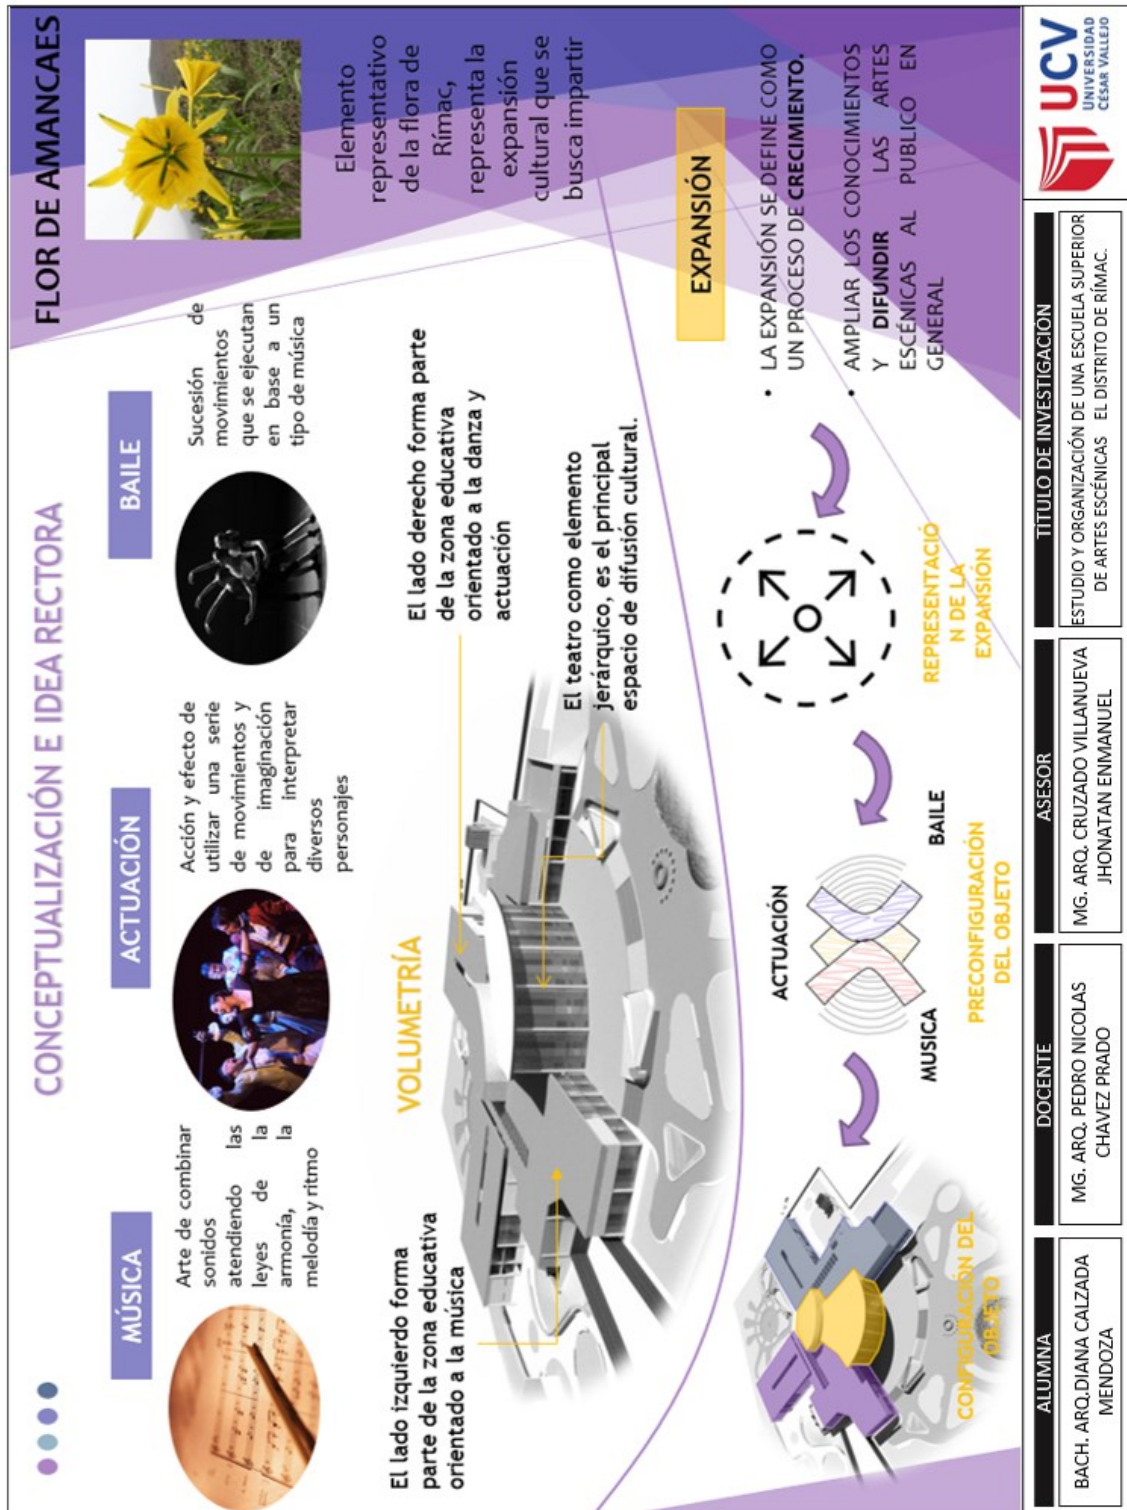 CONCEPTUALIZACIÓN E IDEA RECTORA
MÚSICA
Arte de combinar
sonidos
atendiendo las
leyes de la
armonía, la
melodía y ritmo
ACTUACIÓN
Acción y efecto de
utilizar una serie
de movimientos y
de imaginación
para interpretar
diversos
personajes
BAILE
Sucesión de
movimientos
que se ejecutan
en base a un
tipo de música
FLOR DE AMANCAES
Elemento
representativo
de la flora de
Rímac,
representa la
expansión
cultural que se
busca impartir
El lado izquierdo forma
parte de la zona educativa
orientado a la música
VOLUMETRÍA
El lado derecho forma parte
de la zona educativa
orientado a la danza y
actuación
El teatro como elemento
jerárquico, es el principal
espacio de difusión cultural.
EXPANSIÓN
• LA EXPANSIÓN SE DEFINE COMO
UN PROCESO DE CRECIMIENTO.
• AMPLIAR LOS CONOCIMIENTOS
Y DIFUNDIR LAS ARTES
ESCÉNICAS AL PUBLICO EN
GENERAL
REPRESENTACIÓ
N DE LA
EXPANSIÓN
ACTUACIÓN
MUSICA
BAILE
PRECONFIGURACIÓN
DEL OBJETO
CONFIGURACIÓN DEL
OBJETO
ALUMNA
BACH. ARQ.DIANA CALZADA
MENDOZA
DOCENTE
MG. ARQ. PEDRO NICOLAS
CHAVEZ PRADO
ASESOR
MG. ARQ. CRUZADO VILLANUEVA
JHONATAN ENMANUEL
TÍTULO DE INVESTIGACIÓN
ESTUDIO Y ORGANIZACIÓN DE UNA ESCUELA SUPERIOR
DE ARTES ESCÉNICAS EL DISTRITO DE RÍMAC.
UCV
UNIVERSIDAD
CÉSAR VALLEJO